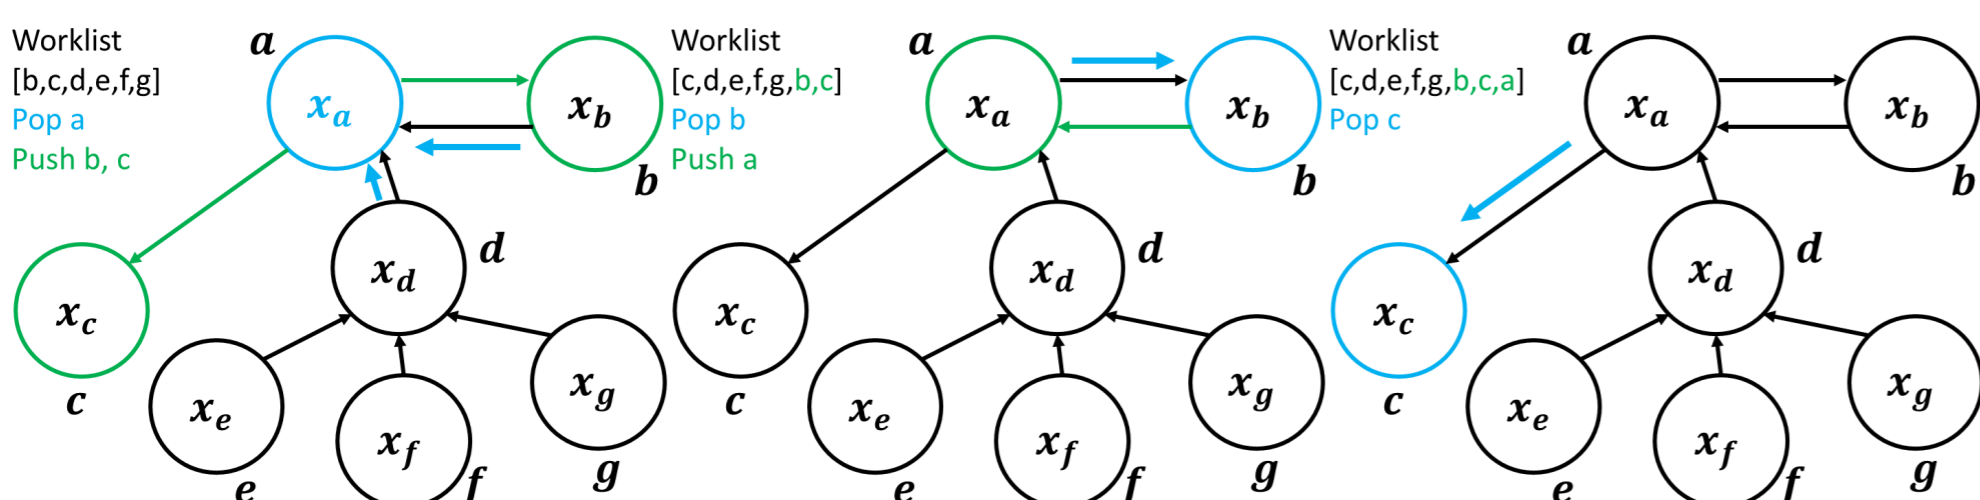 Worklist
[b,c,d,e,f,g]
Pop a
Push b, c
a
x_a
x_b
b
d
x_d
x_c
c
x_e
e
x_f
f
x_g
g
Worklist
[c,d,e,f,g,b,c]
Pop b
Push a
a
x_a
x_b
b
d
x_d
x_c
c
x_e
e
x_f
f
x_g
g
Worklist
[c,d,e,f,g,b,c,a]
Pop c
a
x_a
x_b
b
d
x_d
x_c
c
x_e
e
x_f
f
x_g
g